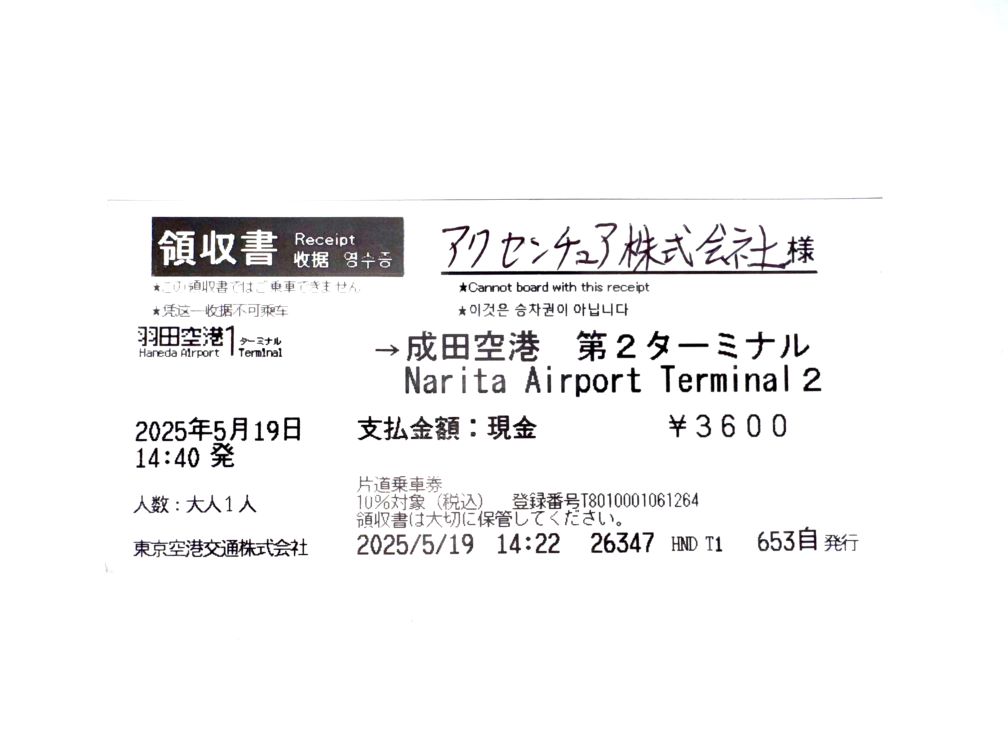 領収書 Receipt 收据 영수증
アクセンチュア株式会社様
★この領収書ではご乗車できません ★Cannot board with this receipt
★凭这一收据不可乘车 ★이것은 승차권이 아닙니다
羽田空港1ターミナル →成田空港 第2ターミナル
Haneda Airport Terminal Narita Airport Terminal 2
2025年5月19日 支払金額:現金 ¥3600
14:40 発
片道乗車券
人数:大人1人 10%対象(税込) 登録番号T8010001061264
領収書は大切に保管してください。
東京空港交通株式会社 2025/5/19 14:22 26347 HND T1 653自発行